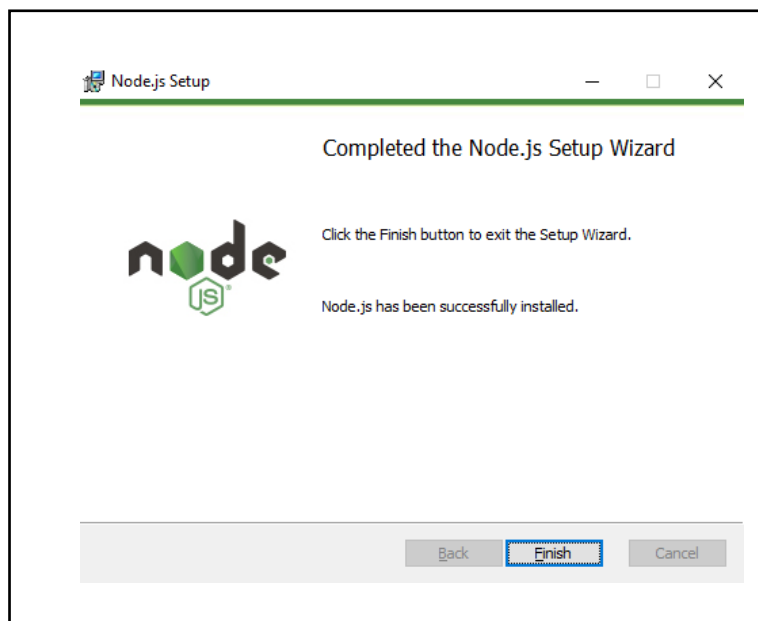 Node.js Setup
Completed the Node.js Setup Wizard
Click the Finish button to exit the Setup Wizard.
node
JS
Node.js has been successfully installed.
Back Finish Cancel